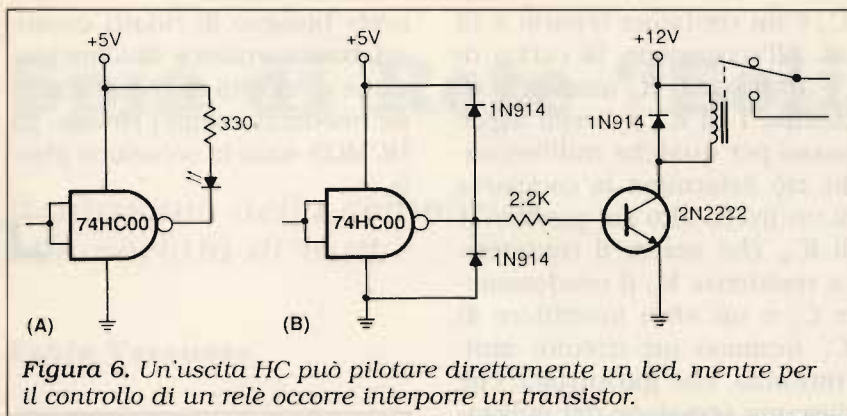 +5V
330
74HC00
(A)
+5V
1N914
74HC00
2.2K
1N914
(B)
+12V
1N914
2N2222
Figura 6. Un'uscita HC può pilotare direttamente un led, mentre per
il controllo di un relè occorre interporre un transistor.